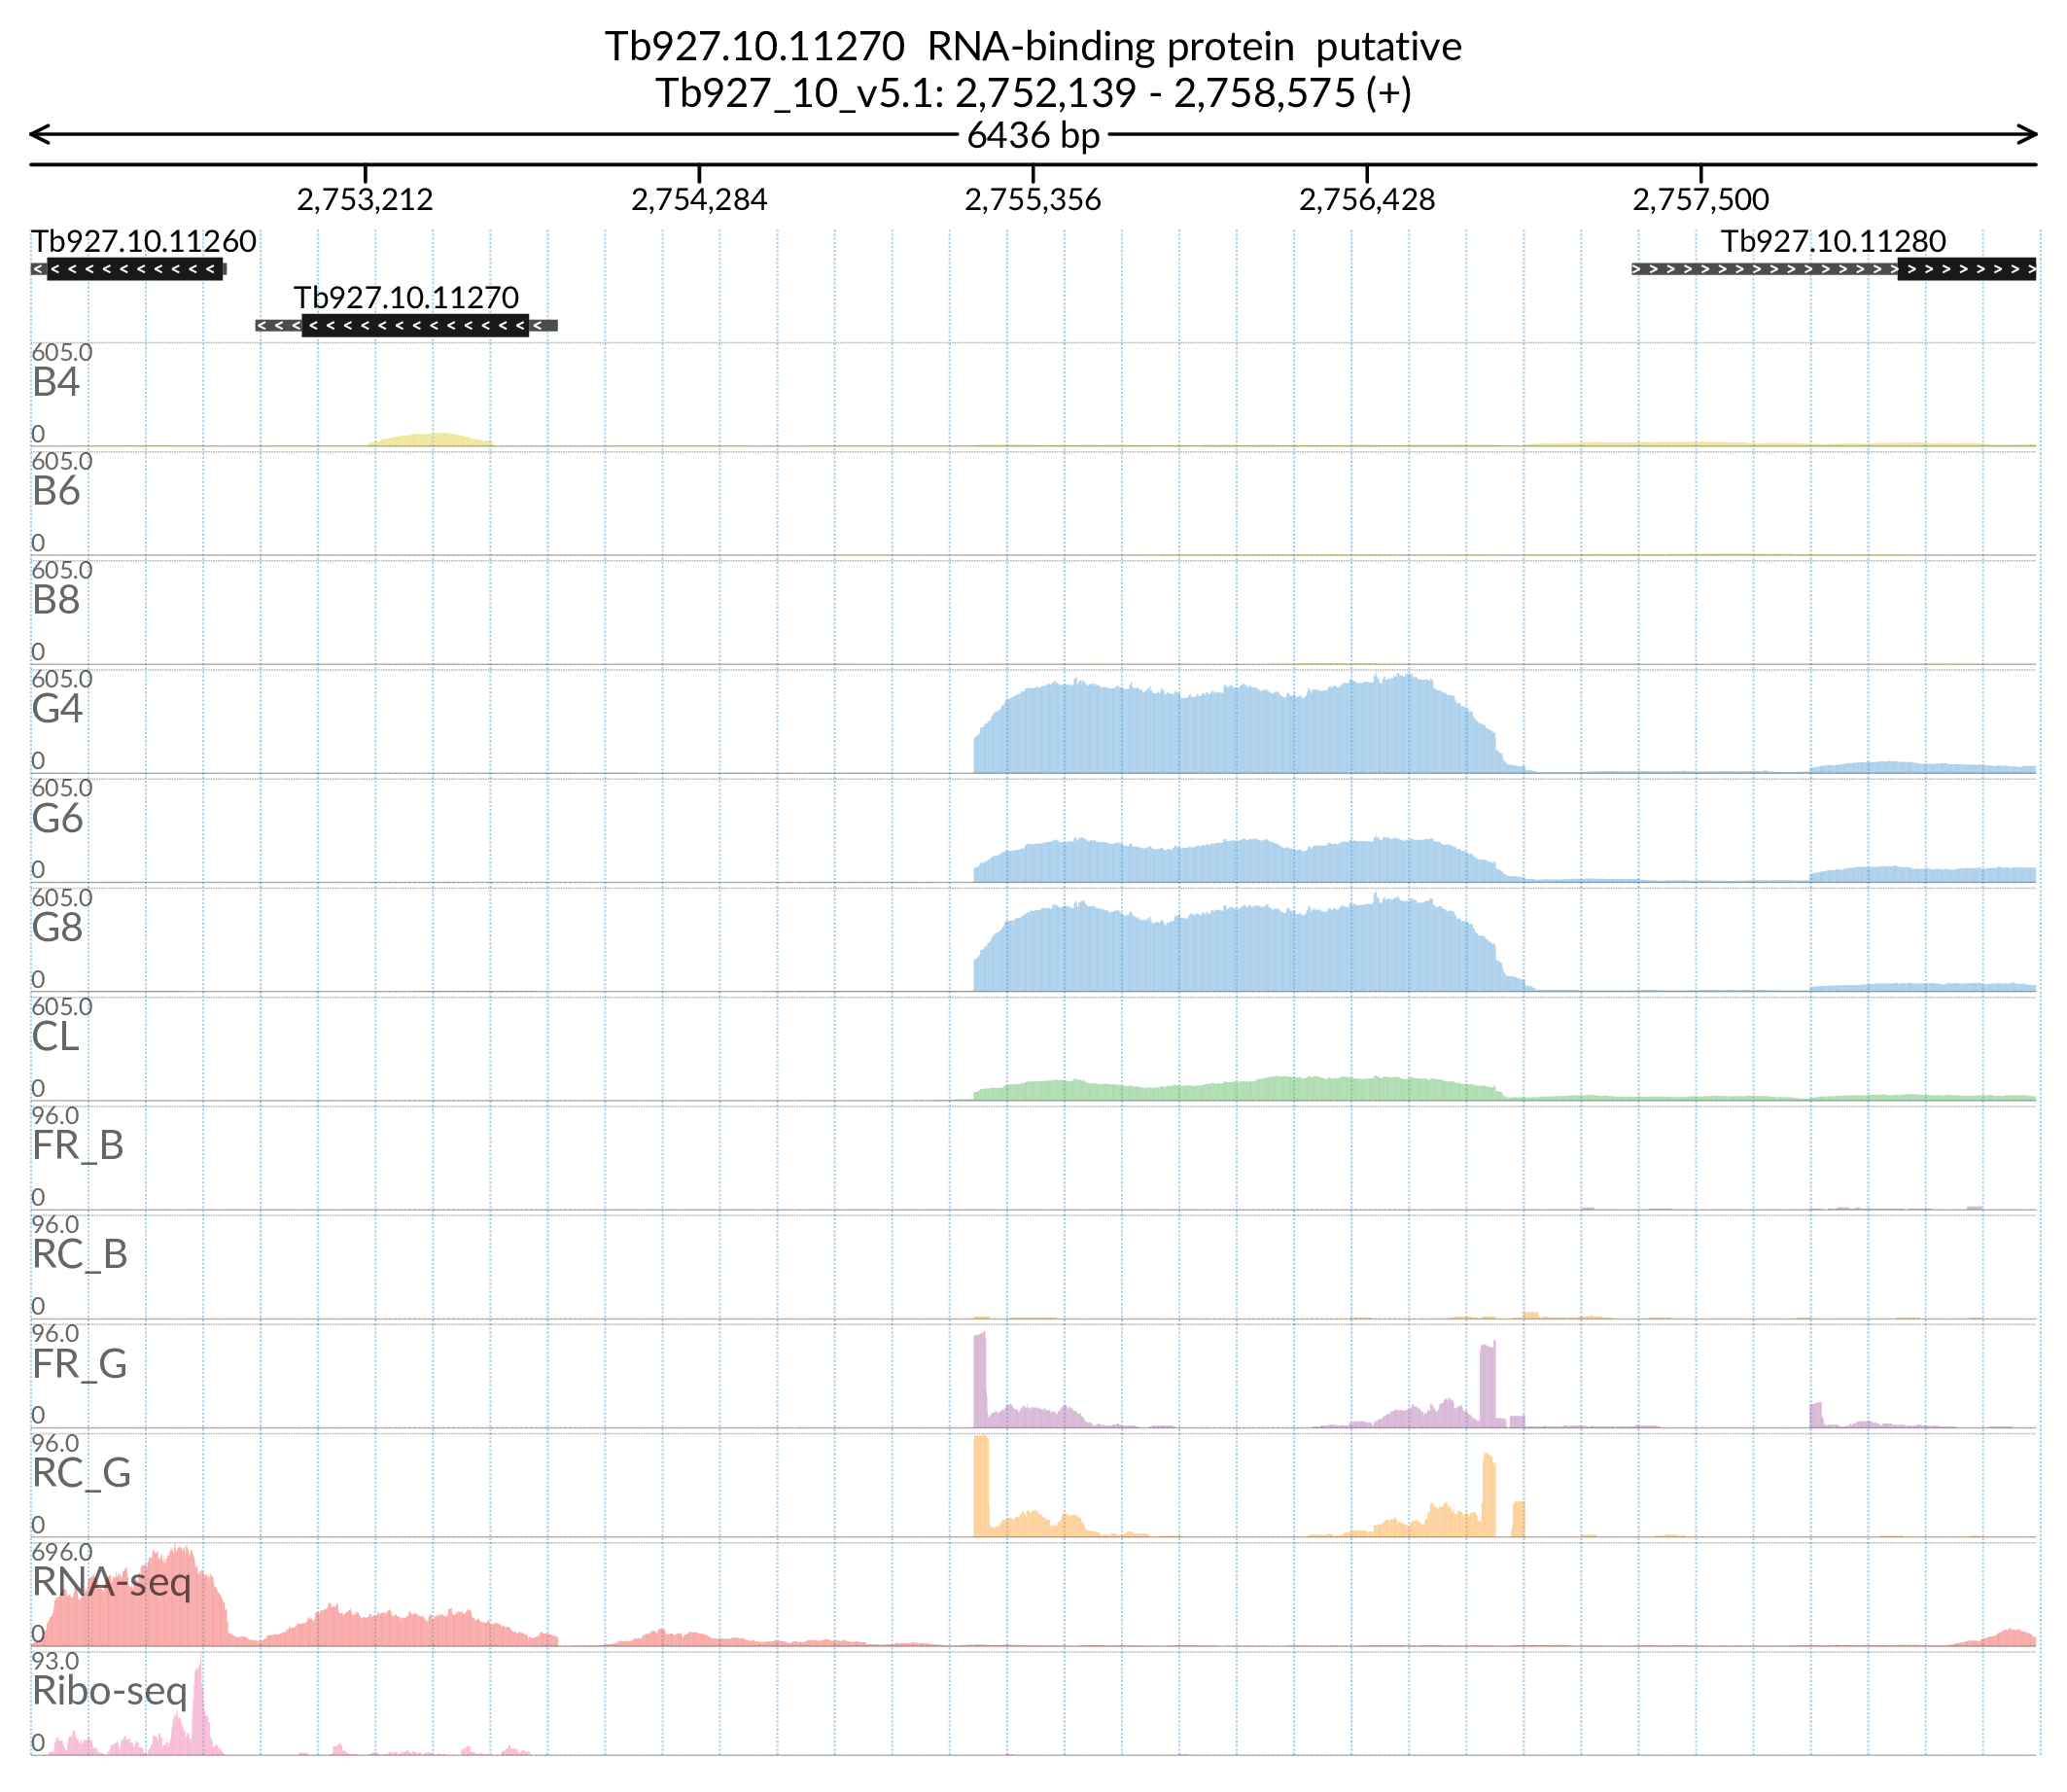 Tb927.10.11270  RNA-binding protein  putative
Tb927_10_v5.1: 2,752,139 - 2,758,575 (+)
6436 bp
2,753,212 2,754,284 2,755,356 2,756,428 2,757,500
Tb927.10.11260 Tb927.10.11280
Tb927.10.11270
605.0
B4
0
605.0
B6
0
605.0
B8
0
605.0
G4
0
605.0
G6
0
605.0
G8
0
605.0
CL
0
96.0
FR_B
0
96.0
RC_B
0
96.0
FR_G
0
96.0
RC_G
0
696.0
RNA-seq
0
93.0
Ribo-seq
0